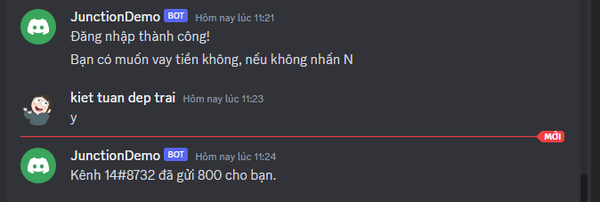 JunctionDemo BOT Hôm nay lúc 11:21
Đăng nhập thành công!
Bạn có muốn vay tiền không, nếu không nhấn N
kiet tuan dep trai Hôm nay lúc 11:23
y
MỚI
JunctionDemo BOT Hôm nay lúc 11:24
Kênh 14#8732 đã gửi 800 cho bạn.